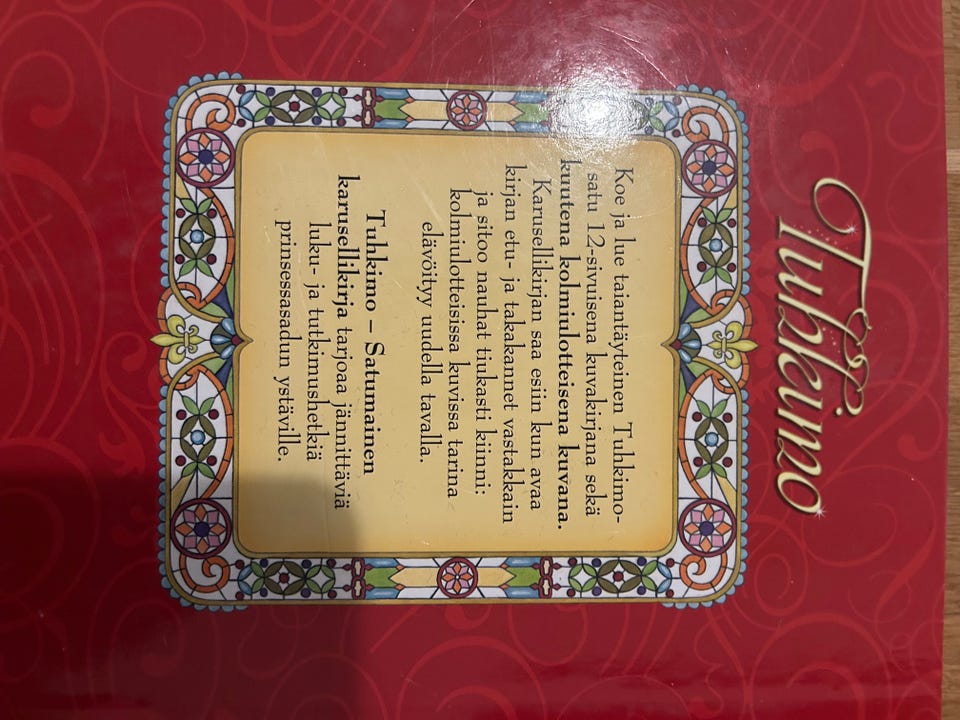 Tuhkimo
Koe ja lue taiantäyteinen Tuhkimo-
satu 12-sivuisena kuvakirjana sekä
kuutena kolmiulotteisena kuvana.
Karusellikirjan saa esiin kun avaa
kirjan etu- ja takakannet vastakkain
ja sitoo nauhat tiukasti kiinni:
kolmiulotteisissa kuvissa tarina
elävöityy uudella tavalla.
Tuhkimo – Satumainen
karusellikirja tarjoaa jännittäviä
luku- ja tutkimushetkiä
prinsessasadun ystäville.